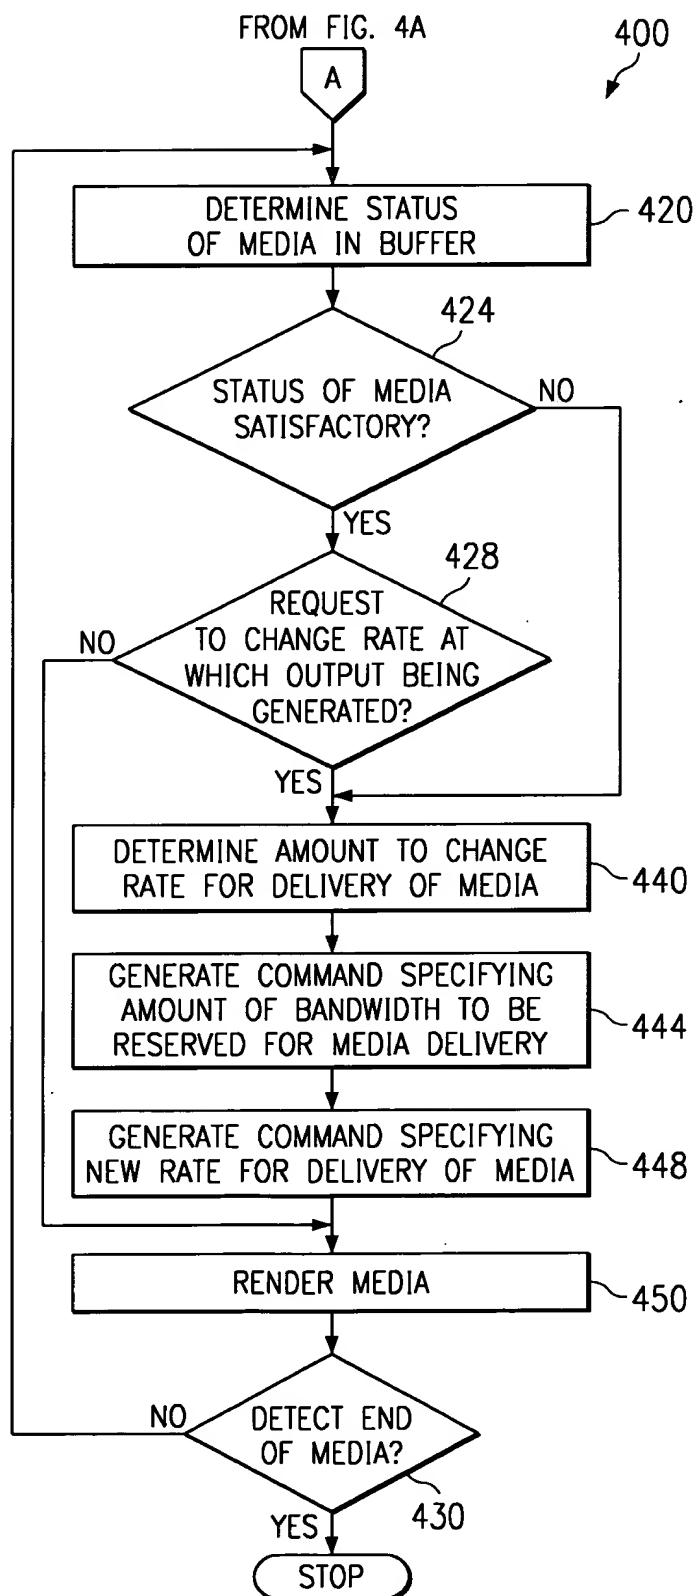 FROM FIG. 4A
400
A
DETERMINE STATUS
OF MEDIA IN BUFFER
420
424
STATUS OF MEDIA
SATISFACTORY?
NO
YES
428
REQUEST
TO CHANGE RATE AT
WHICH OUTPUT BEING
GENERATED?
NO
YES
DETERMINE AMOUNT TO CHANGE
RATE FOR DELIVERY OF MEDIA
440
GENERATE COMMAND SPECIFYING
AMOUNT OF BANDWIDTH TO BE
RESERVED FOR MEDIA DELIVERY
444
GENERATE COMMAND SPECIFYING
NEW RATE FOR DELIVERY OF MEDIA
448
RENDER MEDIA
450
NO
DETECT END
OF MEDIA?
430
YES
STOP